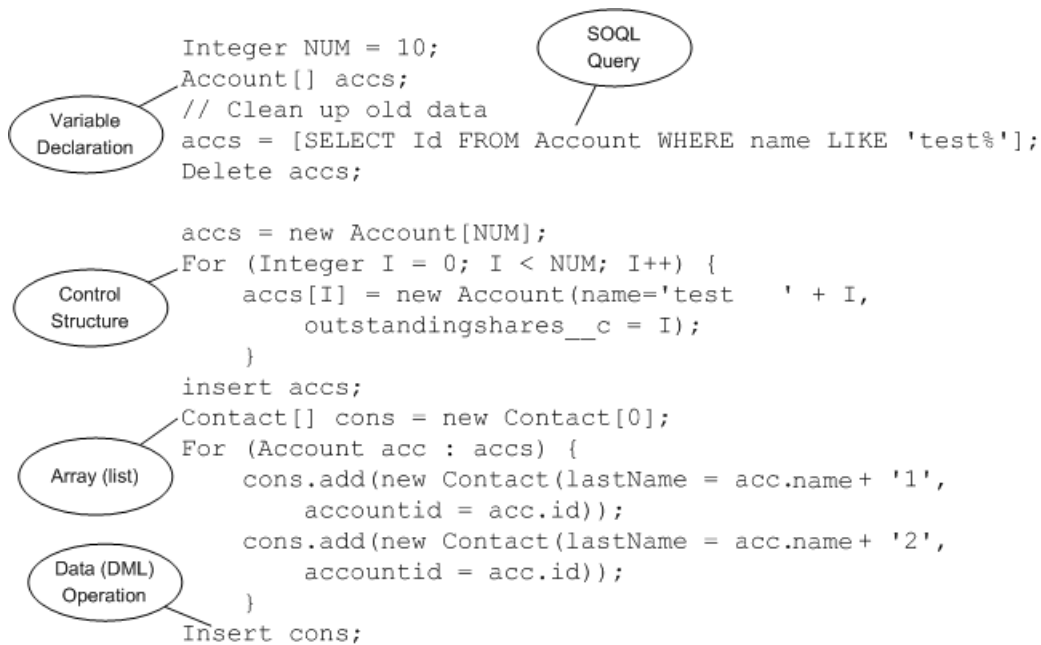 SOQL
Query
Integer NUM = 10;
Account[] accs;
// Clean up old data
Variable
Declaration
accs = [SELECT Id FROM Account WHERE name LIKE 'test%'];
Delete accs;
accs = new Account[NUM];
For (Integer I = 0; I < NUM; I++) {
Control
Structure
accs[I] = new Account(name='test   ' + I,
outstandingshares__c = I);
}
insert accs;
Contact[] cons = new Contact[0];
For (Account acc : accs) {
Array (list)
cons.add(new Contact(lastName = acc.name+ '1',
accountid = acc.id));
cons.add(new Contact(lastName = acc.name+ '2',
accountid = acc.id));
Data (DML)
Operation
}
Insert cons;